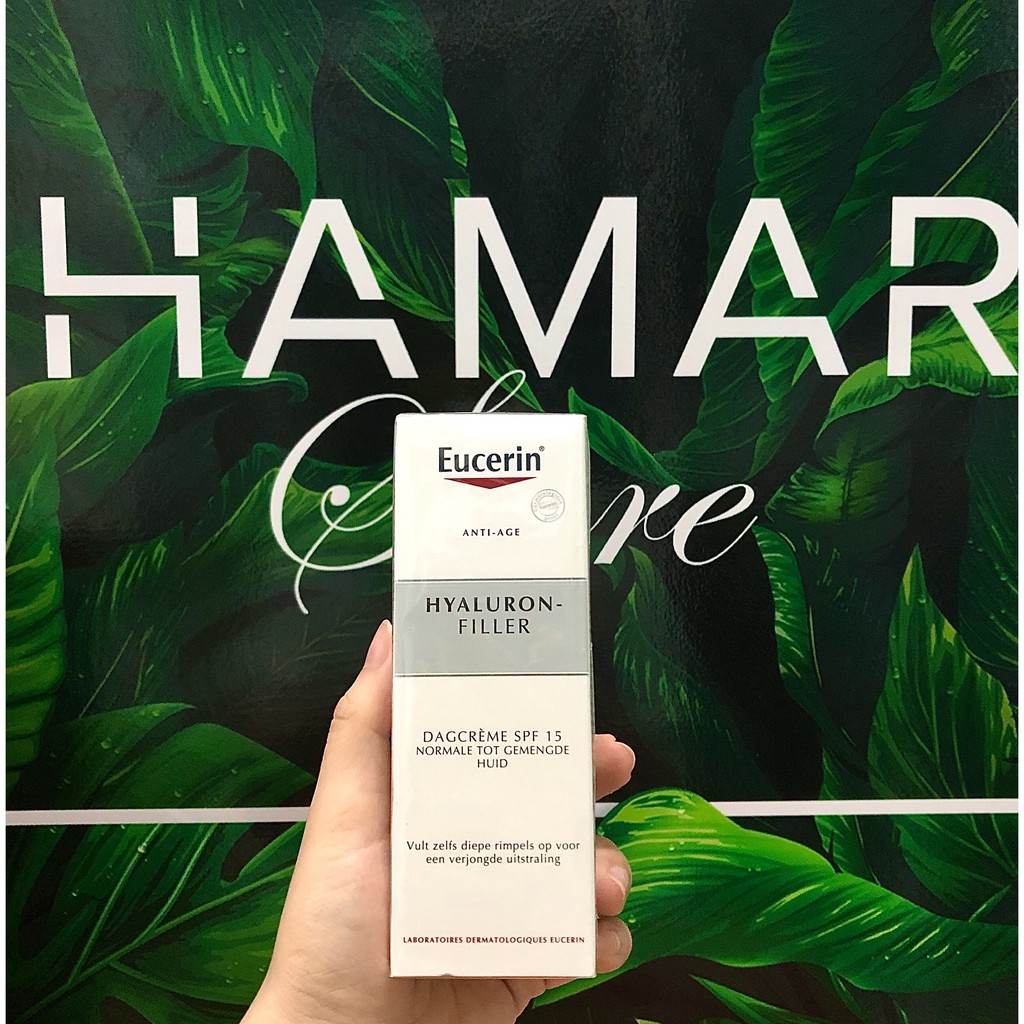 HAMAR
Eucerin®
ANTI-AGE
HYALURON-
FILLER
DAGCRÈME SPF 15
NORMALE TOT GEMENGDE
HUID
Vult zelfs diepe rimpels op voor
een verjongde uitstraling
LABORATOIRES DERMATOLOGIQUES EUCERIN